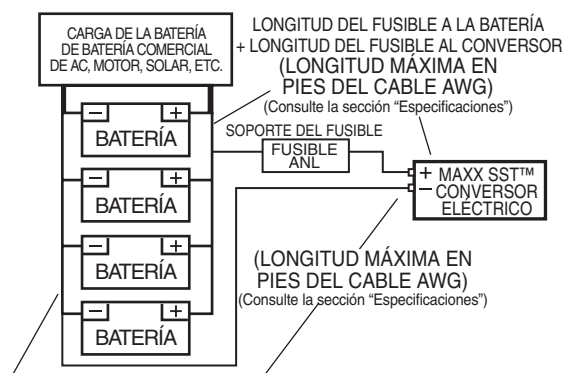 CARGA DE LA BATERÍA
DE BATERÍA COMERCIAL
DE AC, MOTOR, SOLAR, ETC.
LONGITUD DEL FUSIBLE A LA BATERÍA
+ LONGITUD DEL FUSIBLE AL CONVERSOR
(LONGITUD MÁXIMA EN
PIES DEL CABLE AWG)
(Consulte la sección “Especificaciones”)
− +
BATERÍA
SOPORTE DEL FUSIBLE
FUSIBLE
ANL
+ MAXX SST™
− CONVERSOR
ELÉCTRICO
− +
BATERÍA
− +
BATERÍA
(LONGITUD MÁXIMA EN
PIES DEL CABLE AWG)
(Consulte la sección “Especificaciones”)
− +
BATERÍA